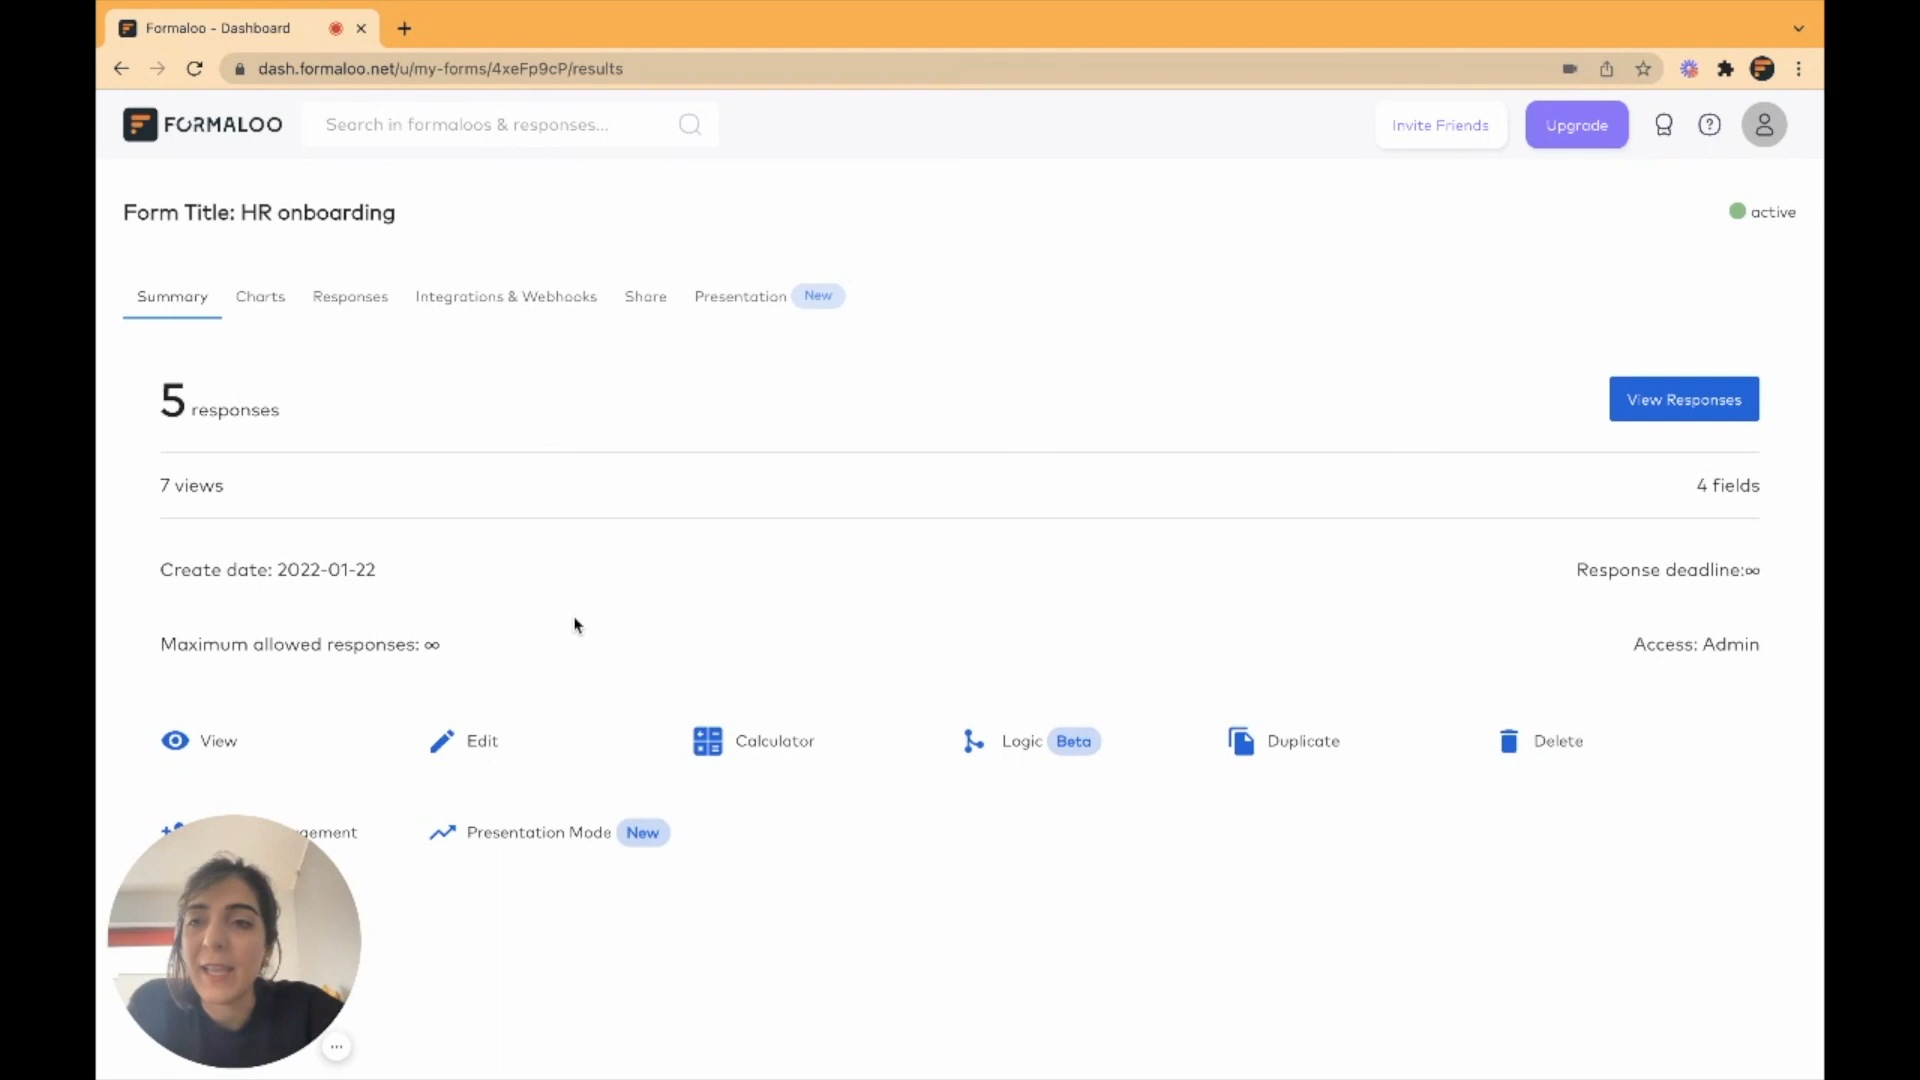 Formaloo - Dashboard
dash.formaloo.net/u/my-forms/4xeFp9cP/results
FORMALOO
Search in formaloos & responses...
Invite Friends
Upgrade
Form Title: HR onboarding
active
Summary
Charts
Responses
Integrations & Webhooks
Share
Presentation New
5 responses
View Responses
7 views
4 fields
Create date: 2022-01-22
Response deadline:∞
Maximum allowed responses: ∞
Access: Admin
View
Edit
Calculator
Logic Beta
Duplicate
Delete
Presentation Mode New